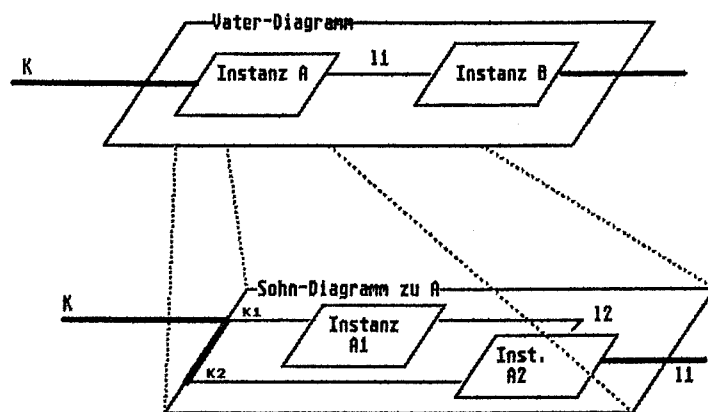 Vater-Diagramm
K
Instanz A
l1
Instanz B
Sohn-Diagramm zu A
K
K1
Instanz
A1
l2
Inst.
A2
K2
l1